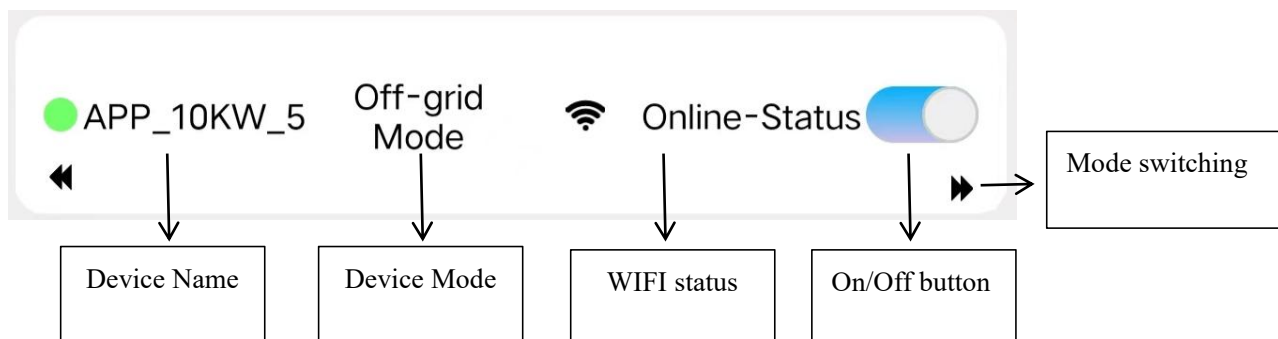 APP_10KW_5
Off-grid
Mode
Online-Status
Mode switching
Device Name
Device Mode
WIFI status
On/Off button